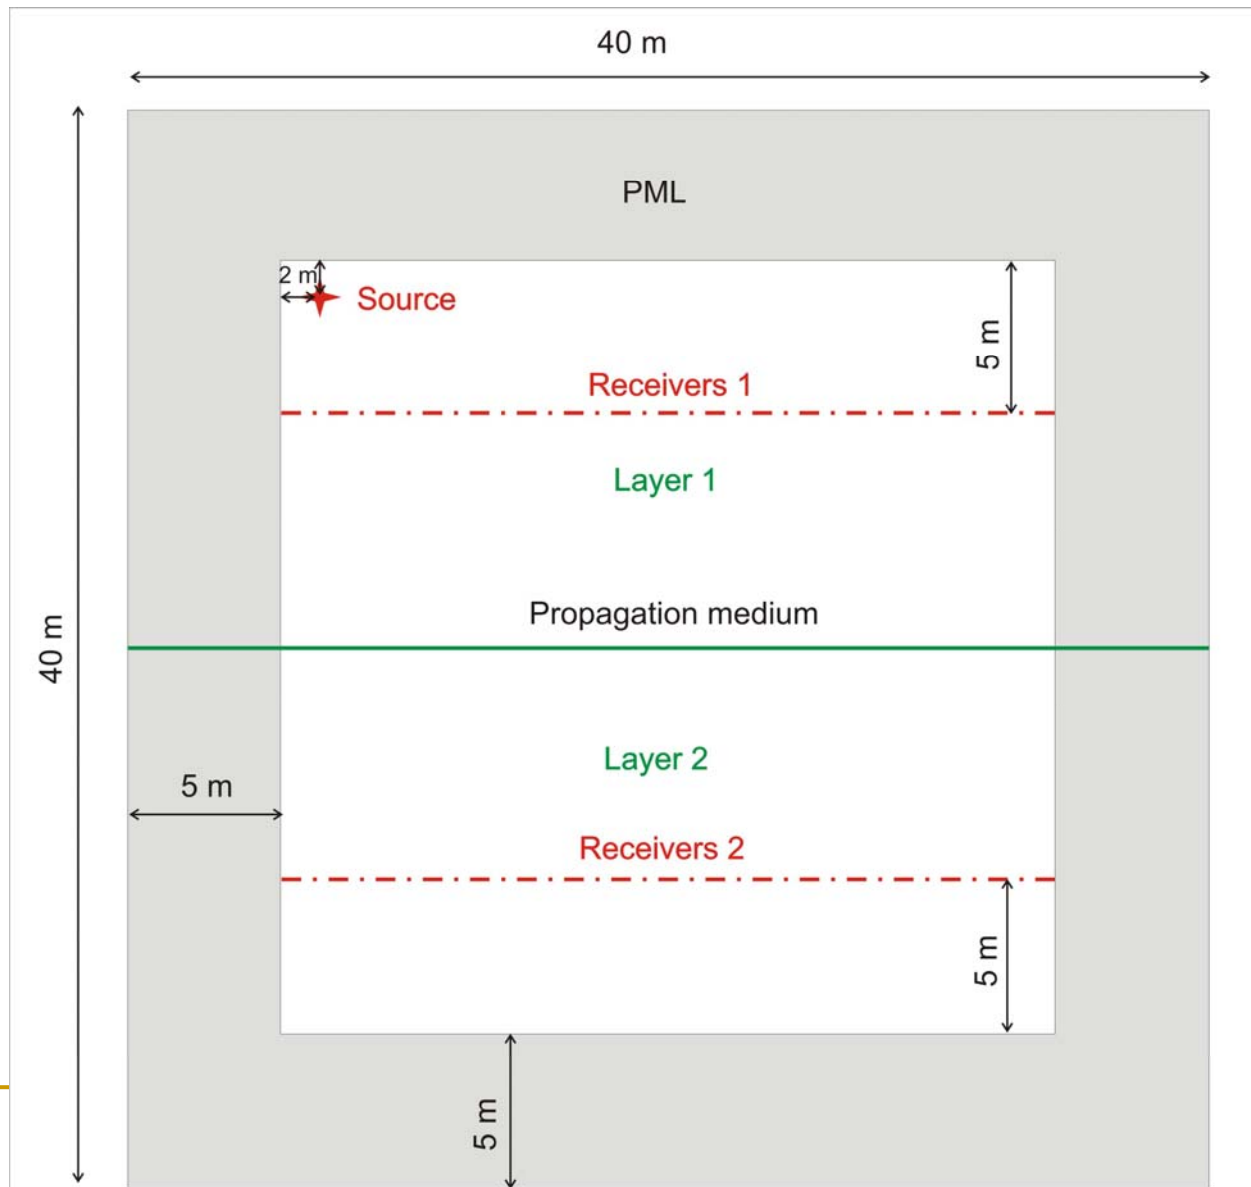 40 m
PML
2 m
Source
5 m
Receivers 1
Layer 1
Propagation medium
40 m
Layer 2
5 m
Receivers 2
5 m
5 m